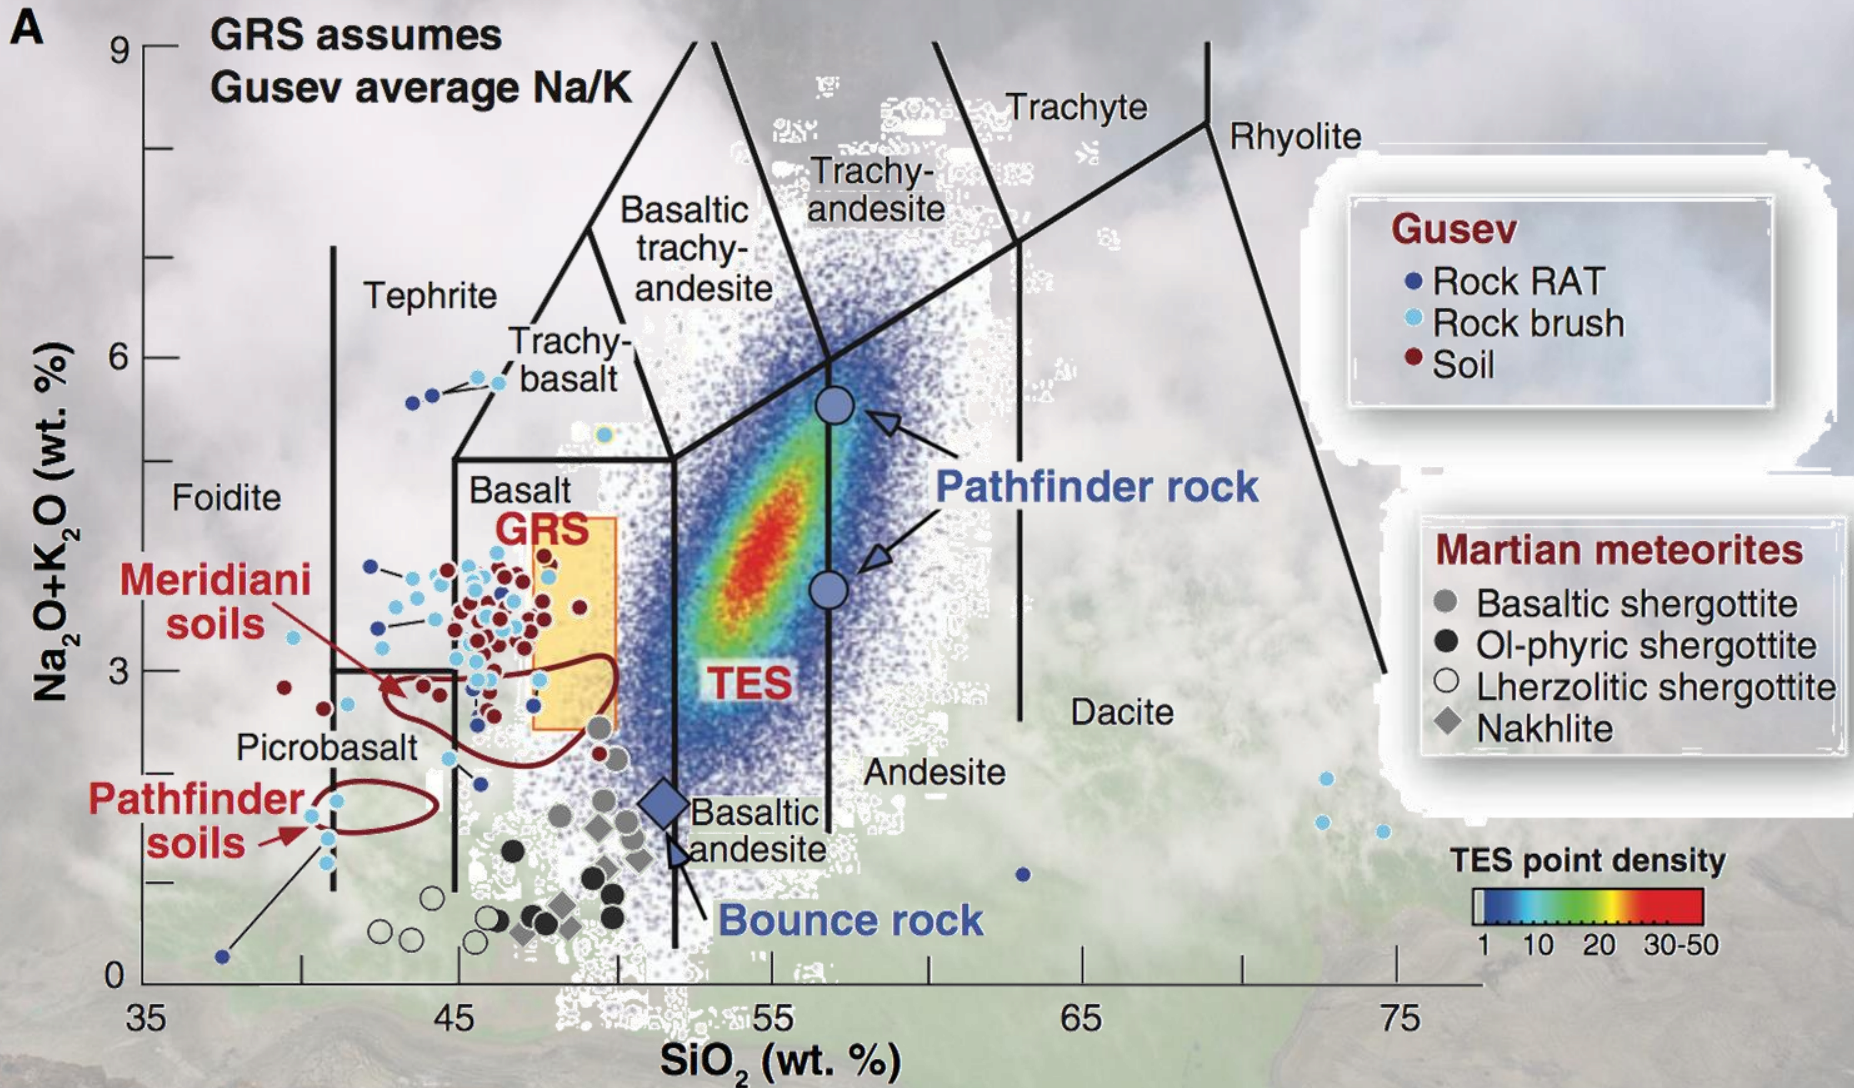 A
GRS assumes
Gusev average Na/K
9
6
3
0
Na₂O+K₂O (wt. %)
35
45
55
65
75
SiO₂ (wt. %)
Foidite
Tephrite
Trachy-
basalt
Basaltic
trachy-
andesite
Trachy-
andesite
Trachyte
Rhyolite
Basalt
GRS
Meridiani
soils
Picrobasalt
Pathfinder
soils
TES
Pathfinder rock
Basaltic
andesite
Bounce rock
Andesite
Dacite
Gusev
Rock RAT
Rock brush
Soil
Martian meteorites
Basaltic shergottite
Ol-phyric shergottite
Lherzolitic shergottite
Nakhlite
TES point density
1 10 20 30-50